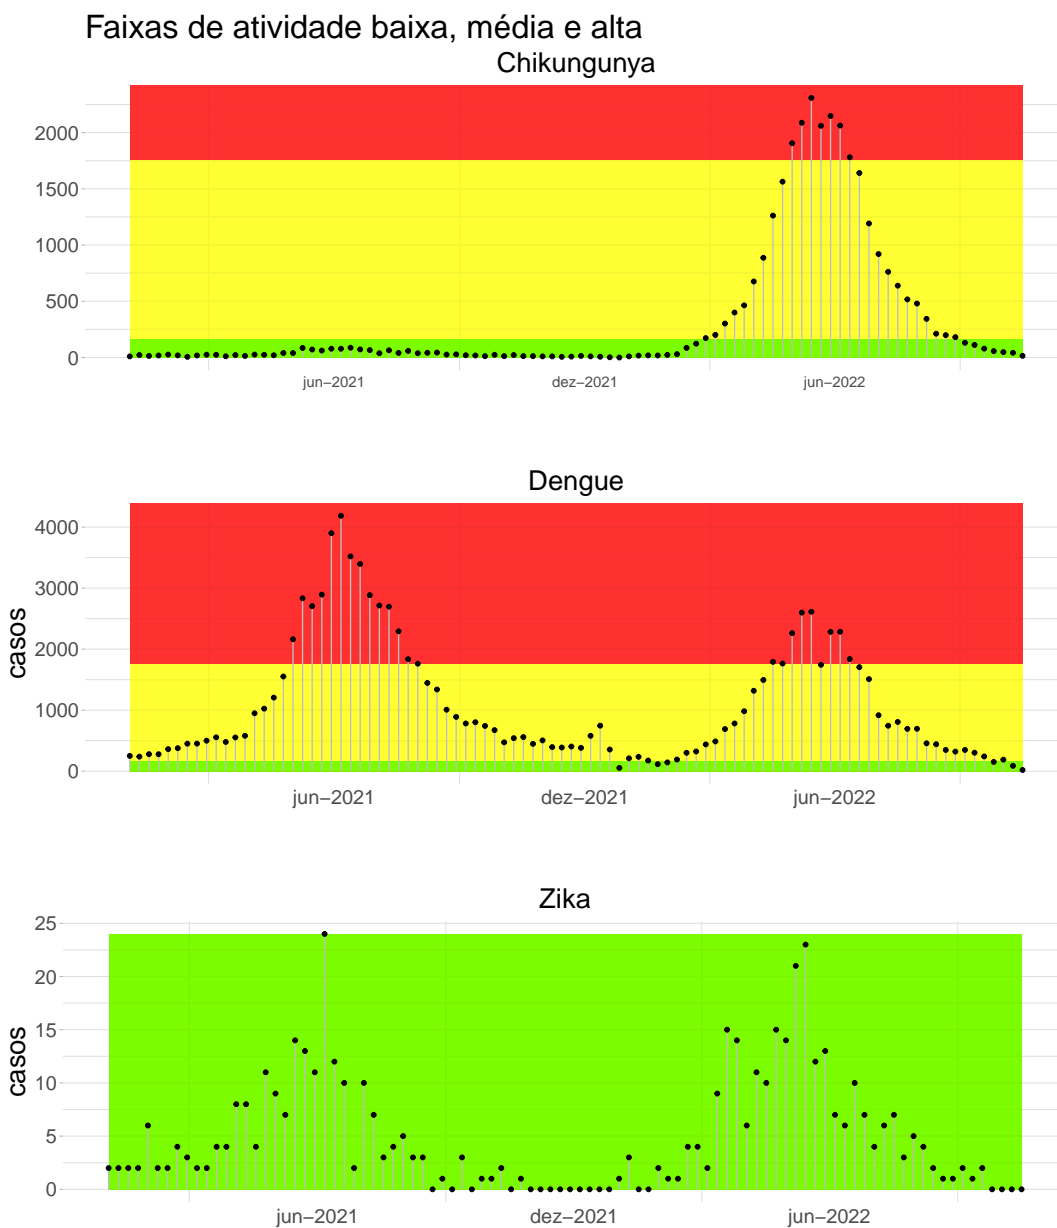 Faixas de atividade baixa, média e alta
Chikungunya
2000
1500
1000
500
0
jun–2021
dez–2021
jun–2022
Dengue
casos
4000
3000
2000
1000
0
jun–2021
dez–2021
jun–2022
Zika
casos
25
20
15
10
5
0
jun–2021
dez–2021
jun–2022